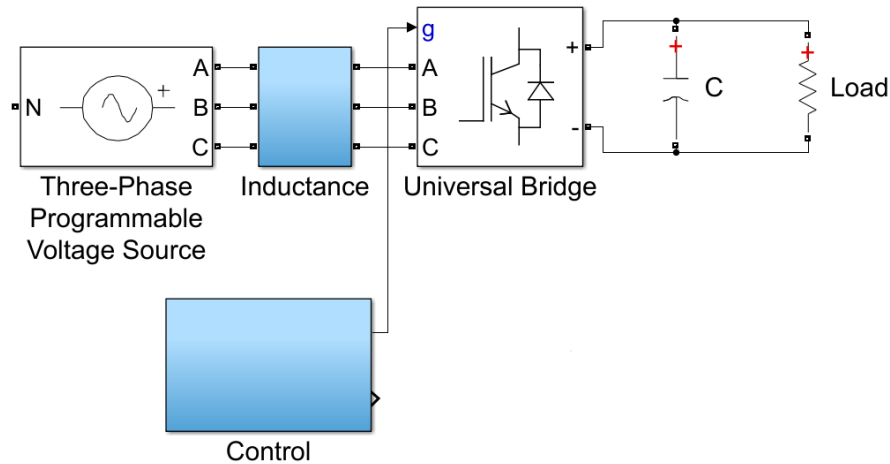 g
N
A
B
C
A
B
C
+
-
C
Load
Three-Phase
Programmable
Voltage Source
Inductance
Universal Bridge
Control